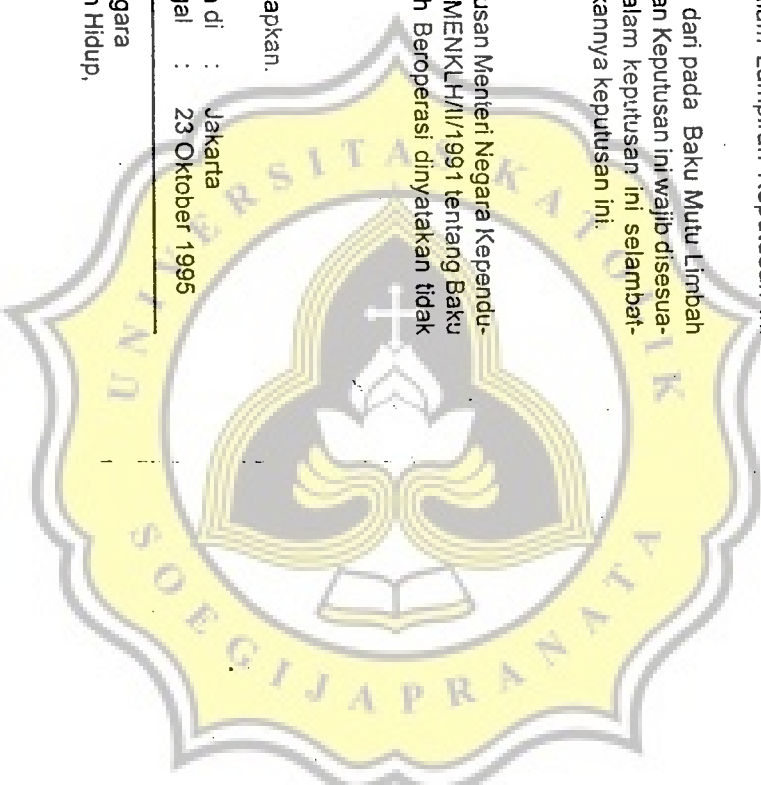 Lampiran Keputusan
dari pada Baku Mutu Limbah
an Keputusan ini wajib disesua-
alam keputusan ini selambat-
kannya keputusan ini.
usan Menteri Negara Kependu-
MENKLH/II/1991 tentang Baku
h Beroperasi dinyatakan tidak
apkan.
di : Jakarta
gal : 23 Oktober 1995
gara
n Hidup,
UNIVERSITAS KATOLIK
SOEGIJAPRANATA